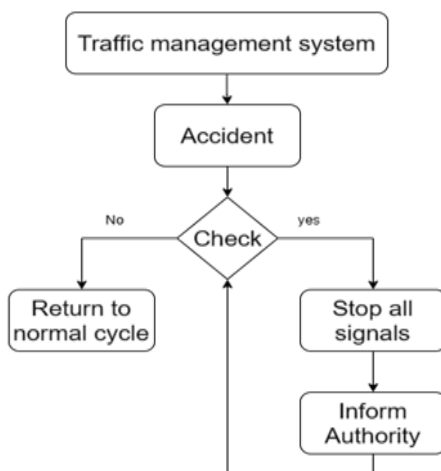 Traffic management system
Accident
No
yes
Check
Return to
normal cycle
Stop all
signals
Inform
Authority